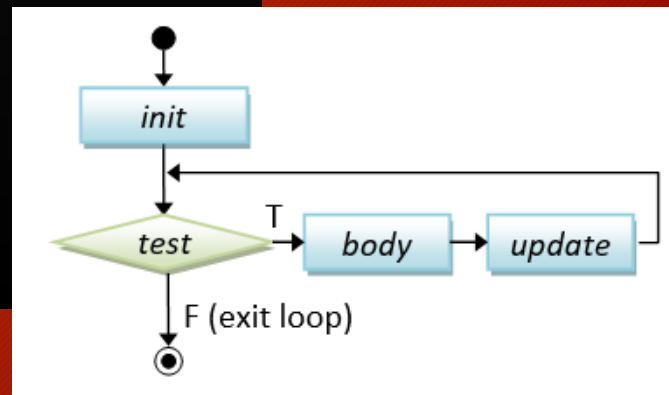 init
T
test
body
update
F (exit loop)